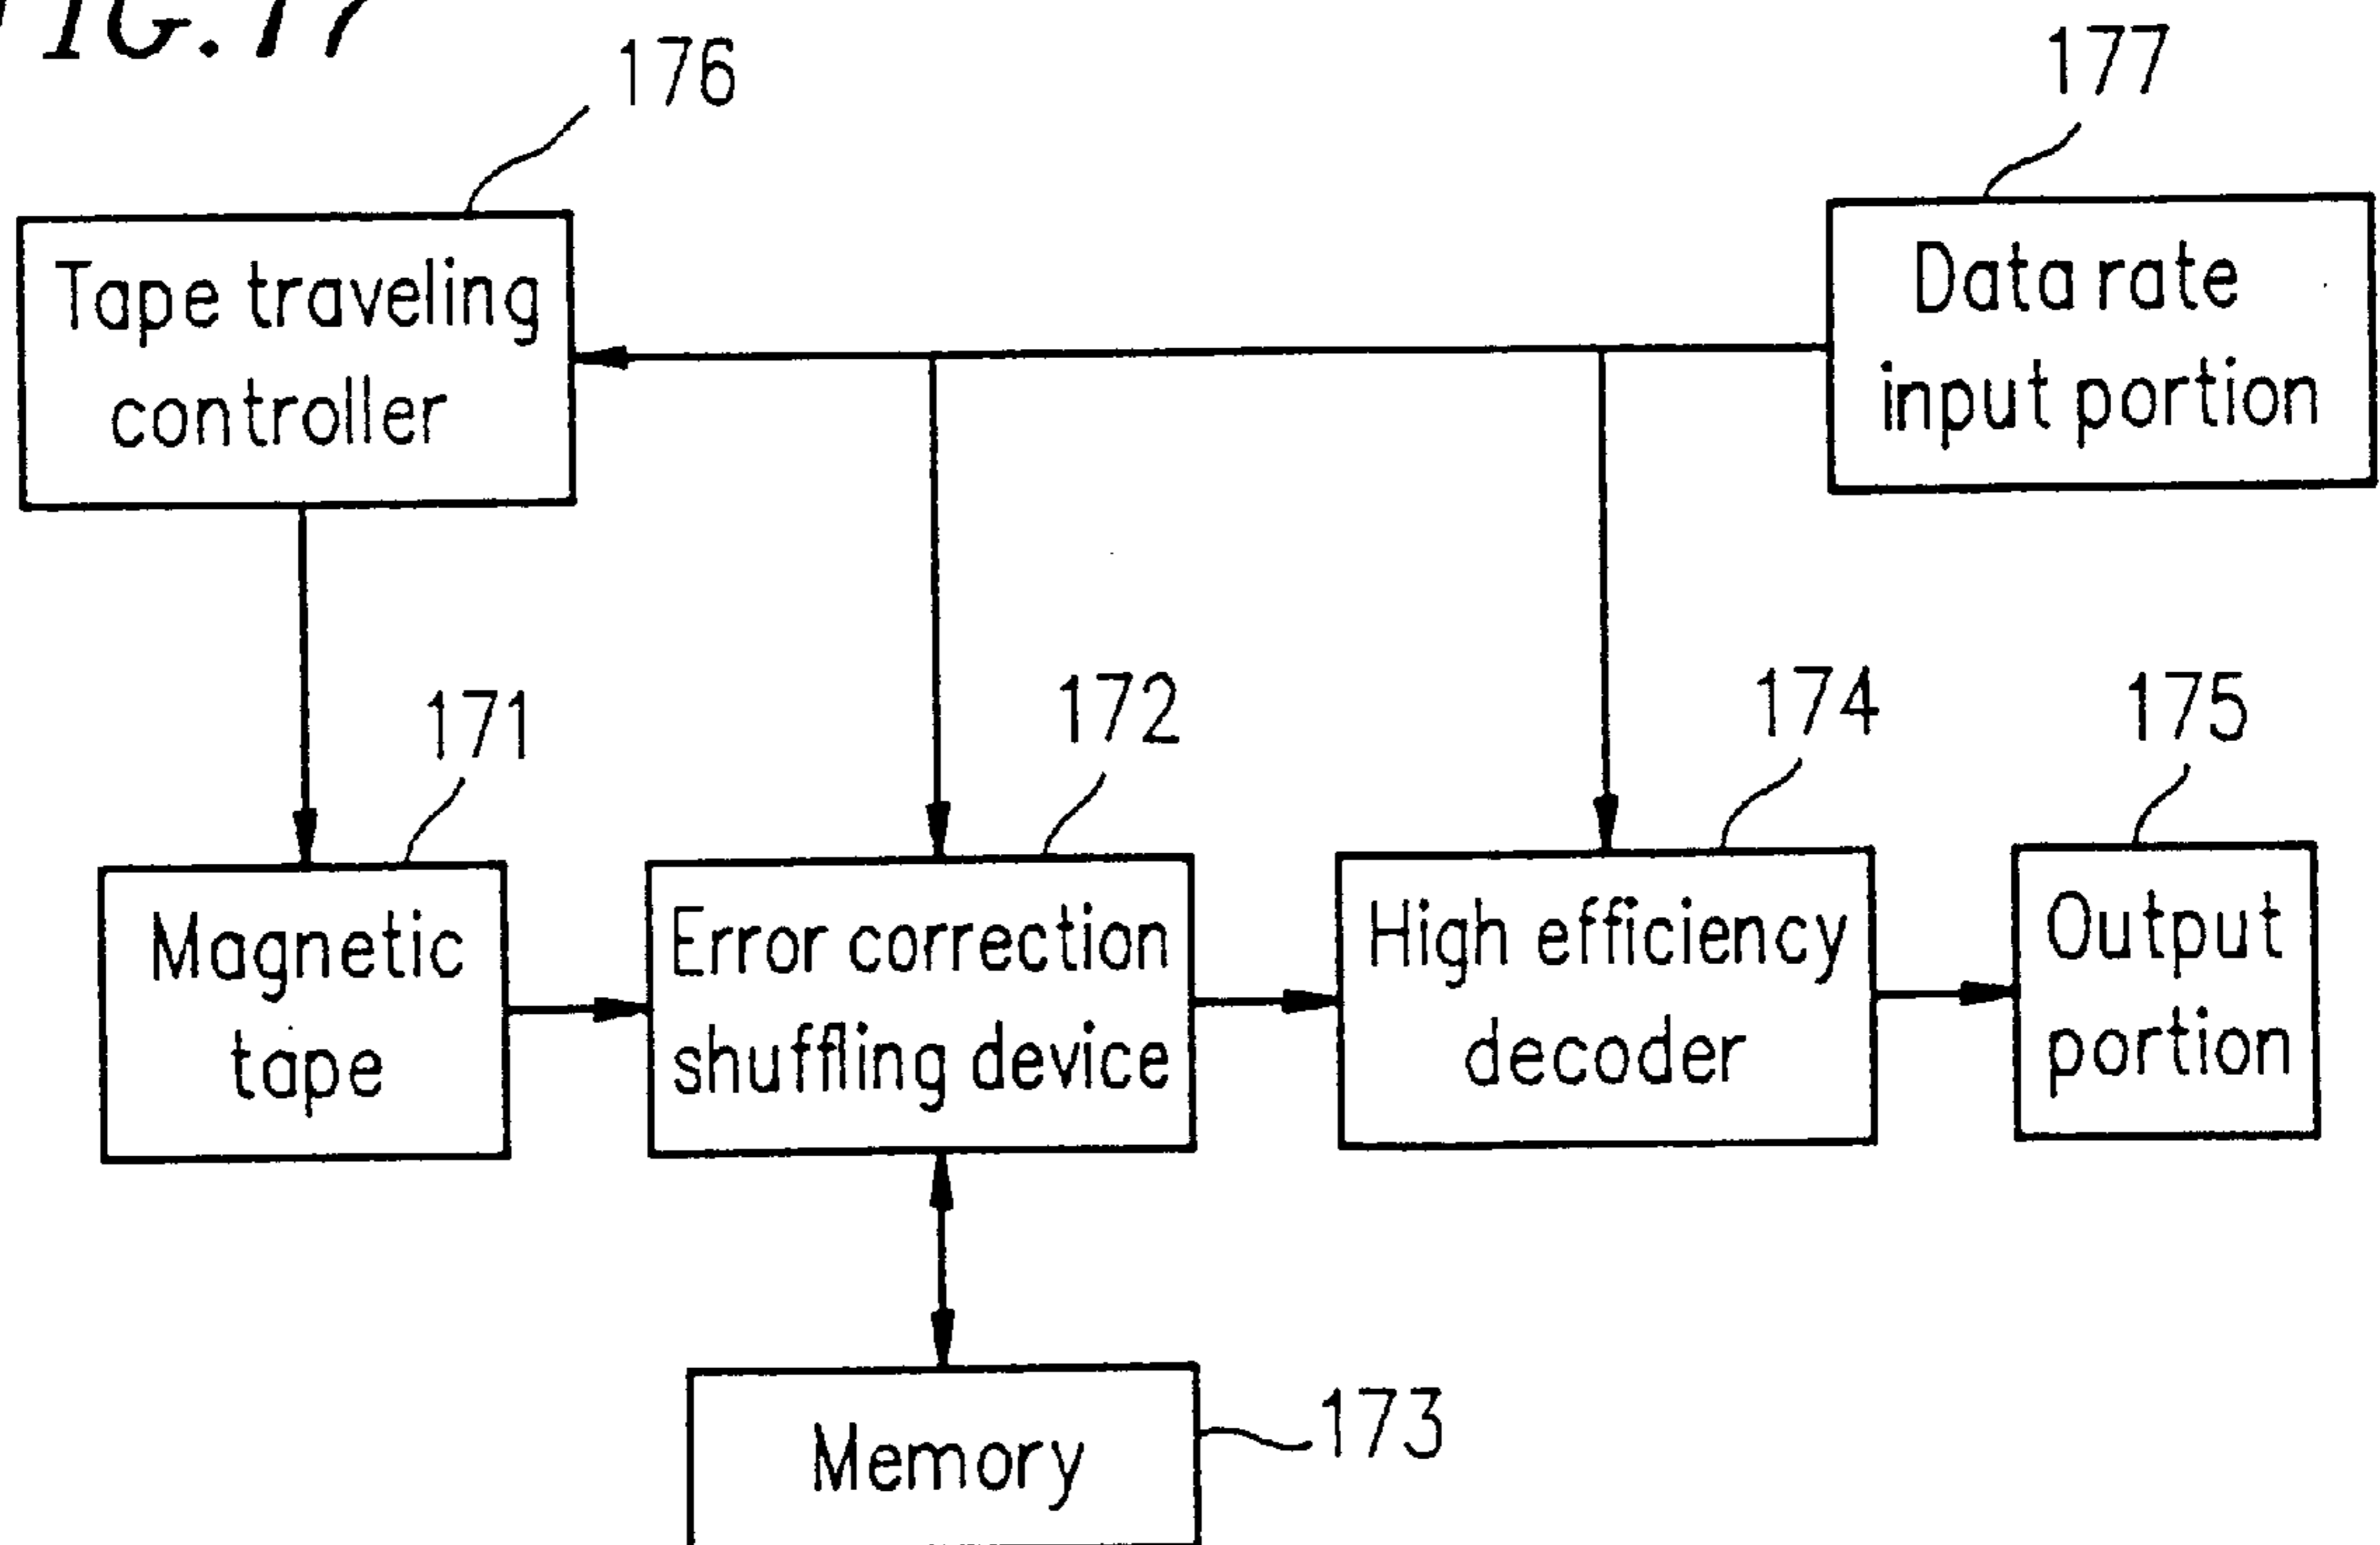 FIG. 17
176
177
Tape traveling
controller
Data rate
input portion
171
172
174
175
Magnetic
tape
Error correction
shuffling device
High efficiency
decoder
Output
portion
Memory
173